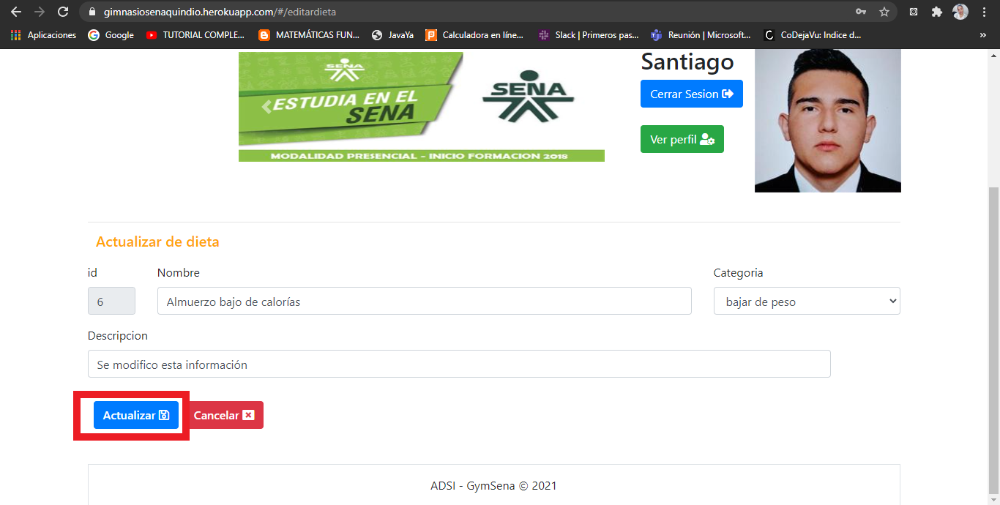 gimnasiosenaquindio.herokuapp.com/#/editardieta
Aplicaciones
Google
TUTORIAL COMPLE...
MATEMÁTICAS FUN...
JavaYa
Calculadora en líne...
Slack | Primeros pas...
Reunión | Microsoft...
CoDejaVu: Indice d...
»
SENA
ESTUDIA EN EL
SENA
SENA
MODALIDAD PRESENCIAL - INICIO FORMACION 2018
Santiago
Cerrar Sesion
Ver perfil
Actualizar de dieta
id
Nombre
Categoria
6
Almuerzo bajo de calorías
bajar de peso
Descripcion
Se modifico esta información
Actualizar
Cancelar
ADSI - GymSena © 2021